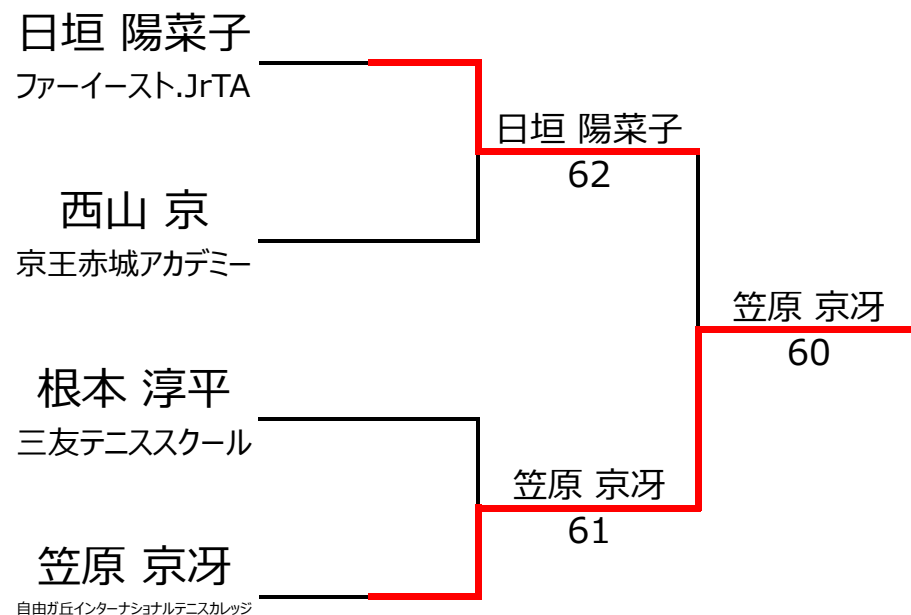 日垣 陽菜子
ファーイースト.JrTA
日垣 陽菜子
62
西山 京
京王赤城アカデミー
笠原 京冴
60
根本 淳平
三友テニススクール
笠原 京冴
61
笠原 京冴
自由ガ丘インターナショナルテニスカレッジ